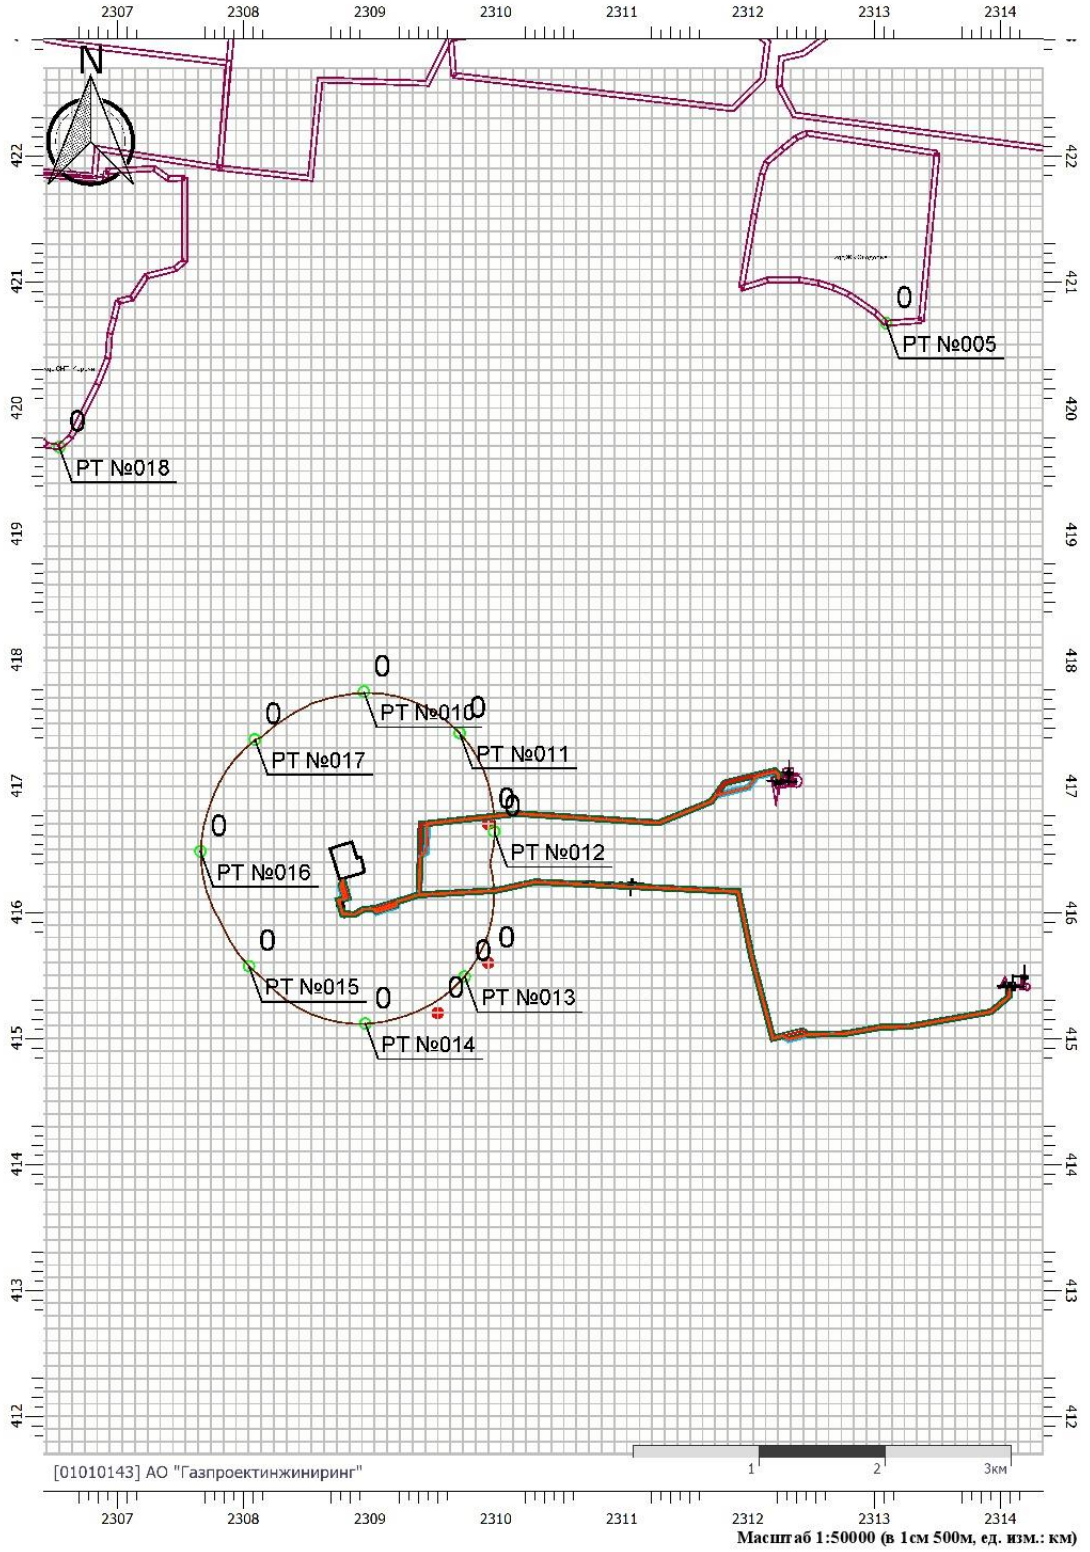 2307 2308 2309 2310 2311 2312 2313 2314
N
422 422
421 421
0
РТ №005
420 420
0
РТ №018
419 419
418 418
0
РТ №010
0
0
РТ №017
РТ №011
417 417
0
0
0
РТ №012
РТ №016
416 416
0
0
0
РТ №015
0
0
РТ №013
РТ №014
415 415
414 414
413 413
412 412
[01010143] АО "Газпроектинжиниринг"
1 2 3км
2307 2308 2309 2310 2311 2312 2313 2314
Масштаб 1:50000 (в 1см 500м, ед. изм.: км)